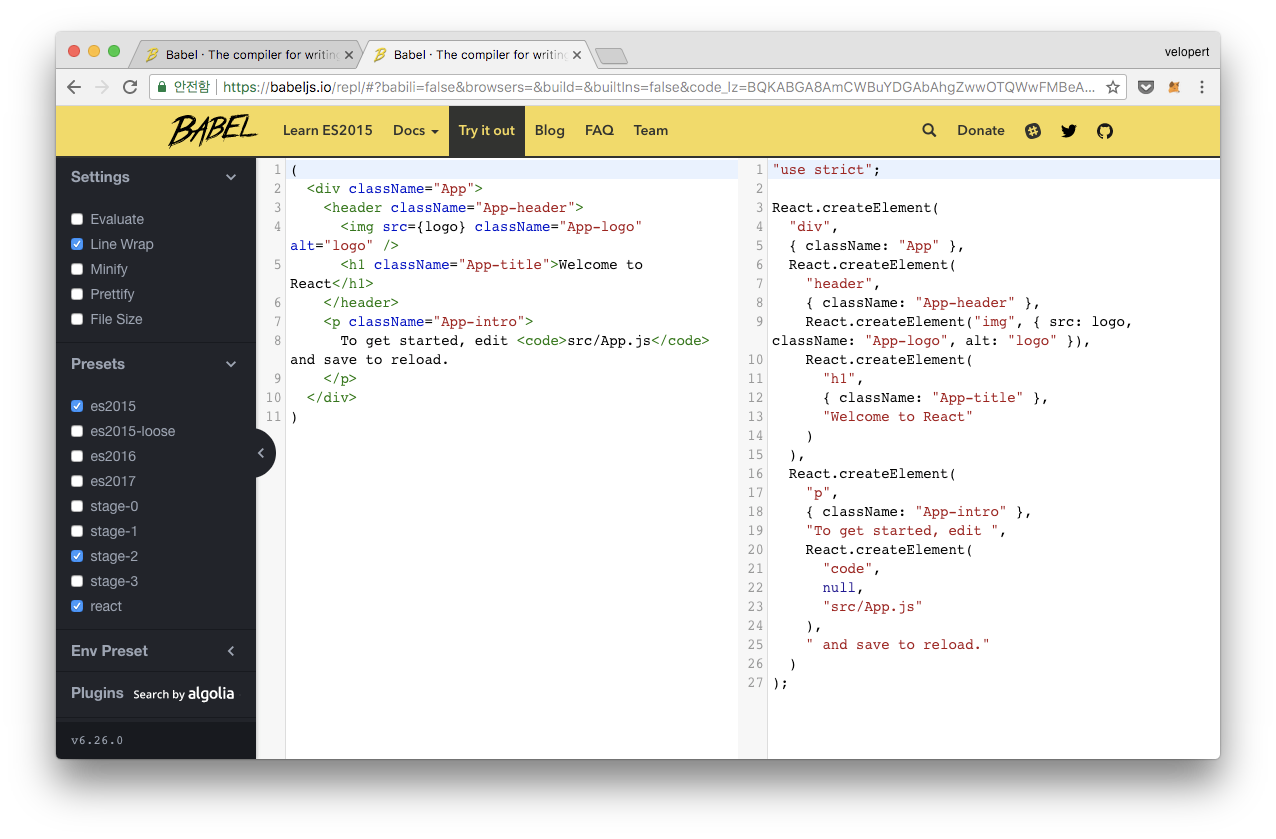 Babel · The compiler for writing
Babel · The compiler for writing
velopert
안전함
https://babeljs.io/repl/#?babili=false&browsers=&build=&builtIns=false&code_lz=BQKABGA8AmCWBuYDGAbAhgZwwOTQWwFMBeA...
BABEL
Learn ES2015
Docs
Try it out
Blog
FAQ
Team
Donate
Settings
Evaluate
Line Wrap
Minify
Prettify
File Size
Presets
es2015
es2015-loose
es2016
es2017
stage-0
stage-1
stage-2
stage-3
react
Env Preset
Plugins Search by algolia
v6.26.0
1 (
2 <div className="App">
3 <header className="App-header">
4 <img src={logo} className="App-logo"
alt="logo" />
5 <h1 className="App-title">Welcome to
React</h1>
6 </header>
7 <p className="App-intro">
8 To get started, edit <code>src/App.js</code>
and save to reload.
9 </p>
10 </div>
11 )
1 "use strict";
2
3 React.createElement(
4 "div",
5 { className: "App" },
6 React.createElement(
7 "header",
8 { className: "App-header" },
9 React.createElement("img", { src: logo,
className: "App-logo", alt: "logo" }),
10 React.createElement(
11 "h1",
12 { className: "App-title" },
13 "Welcome to React"
14 )
15 ),
16 React.createElement(
17 "p",
18 { className: "App-intro" },
19 "To get started, edit ",
20 React.createElement(
21 "code",
22 null,
23 "src/App.js"
24 ),
25 " and save to reload."
26 )
27 );